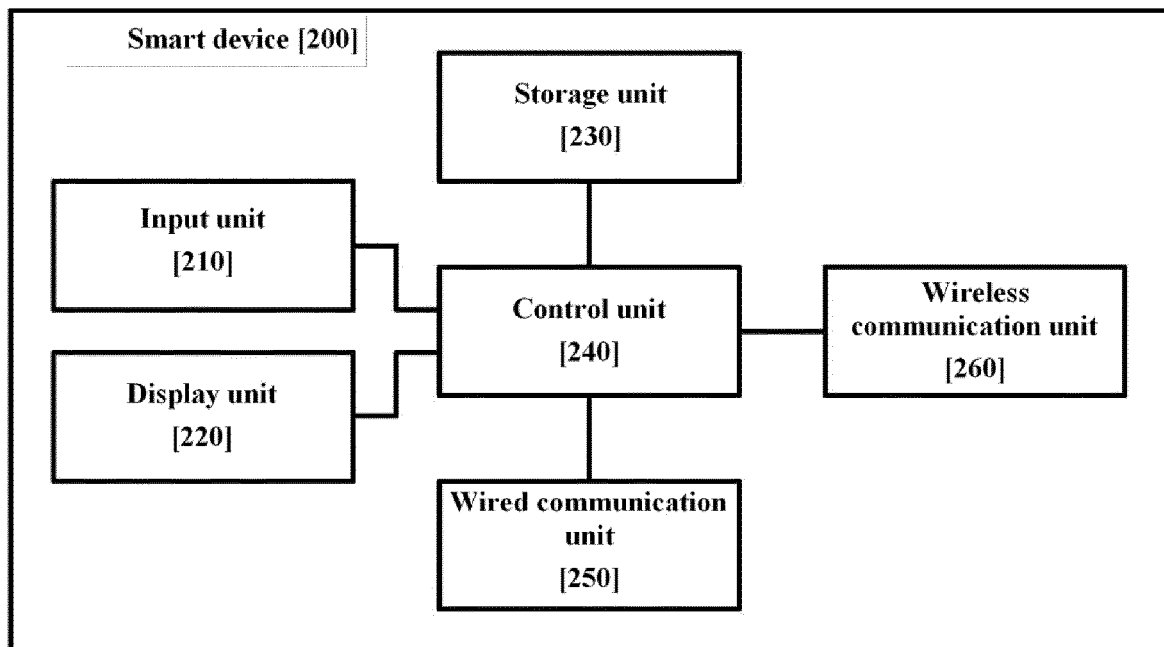 Smart device [200]
Storage unit
[230]
Input unit
[210]
Control unit
[240]
Wireless
communication unit
[260]
Display unit
[220]
Wired communication
unit
[250]